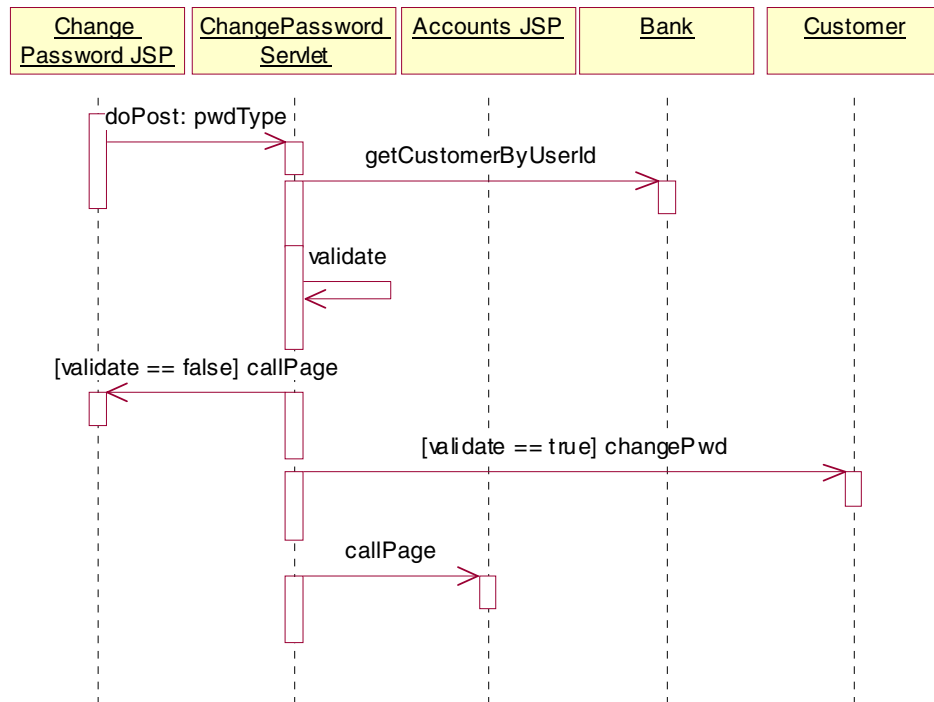 Change
Password JSP
ChangePassword
Servlet
Accounts JSP
Bank
Customer
doPost: pwdType
getCustomerByUserId
validate
[validate == false] callPage
[validate == true] changePwd
callPage